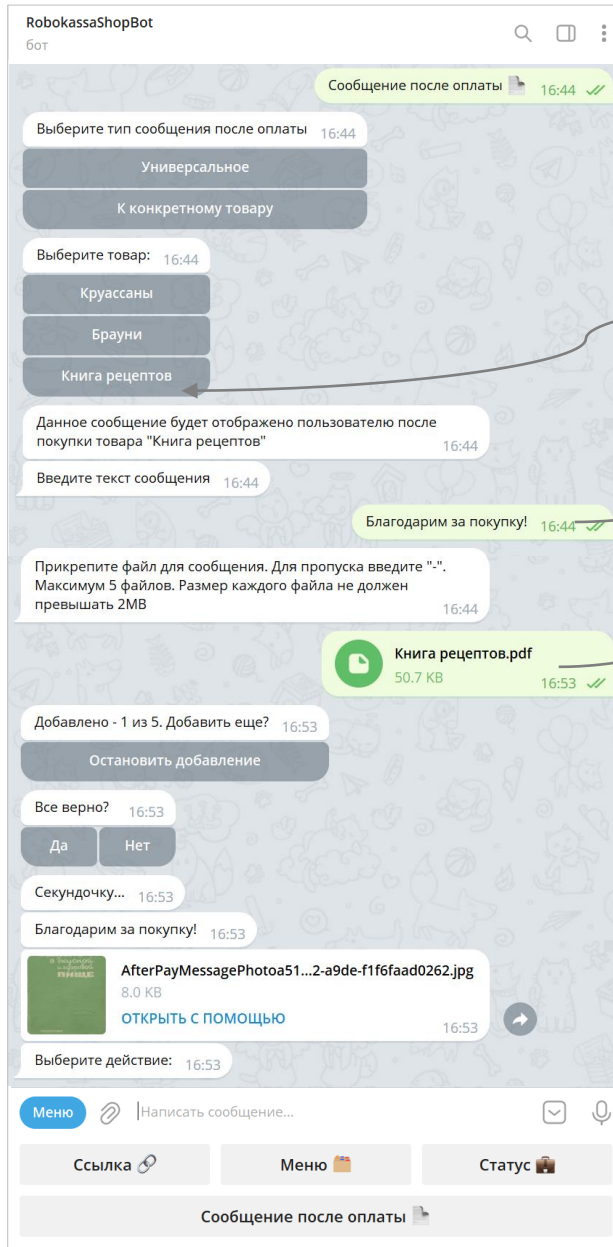 RobokassaShopBot
бот
Сообщение после оплаты 16:44
Выберите тип сообщения после оплаты 16:44
Универсальное
К конкретному товару
Выберите товар: 16:44
Круассаны
Брауни
Книга рецептов
Данное сообщение будет отображено пользователю после
покупки товара "Книга рецептов" 16:44
Введите текст сообщения 16:44
Благодарим за покупку! 16:44
Прикрепите файл для сообщения. Для пропуска введите "-".
Максимум 5 файлов. Размер каждого файла не должен
превышать 2MB 16:44
Книга рецептов.pdf
50.7 KB 16:53
Добавлено - 1 из 5. Добавить еще? 16:53
Остановить добавление
Все верно? 16:53
Да Нет
Секундочку... 16:53
Благодарим за покупку! 16:53
ПИЩЕ
AfterPayMessagePhotoa51...2-a9de-f1f6faad0262.jpg
8.0 KB
ОТКРЫТЬ С ПОМОЩЬЮ 16:53
Выберите действие: 16:53
Меню Написать сообщение...
Ссылка Меню Статус
Сообщение после оплаты